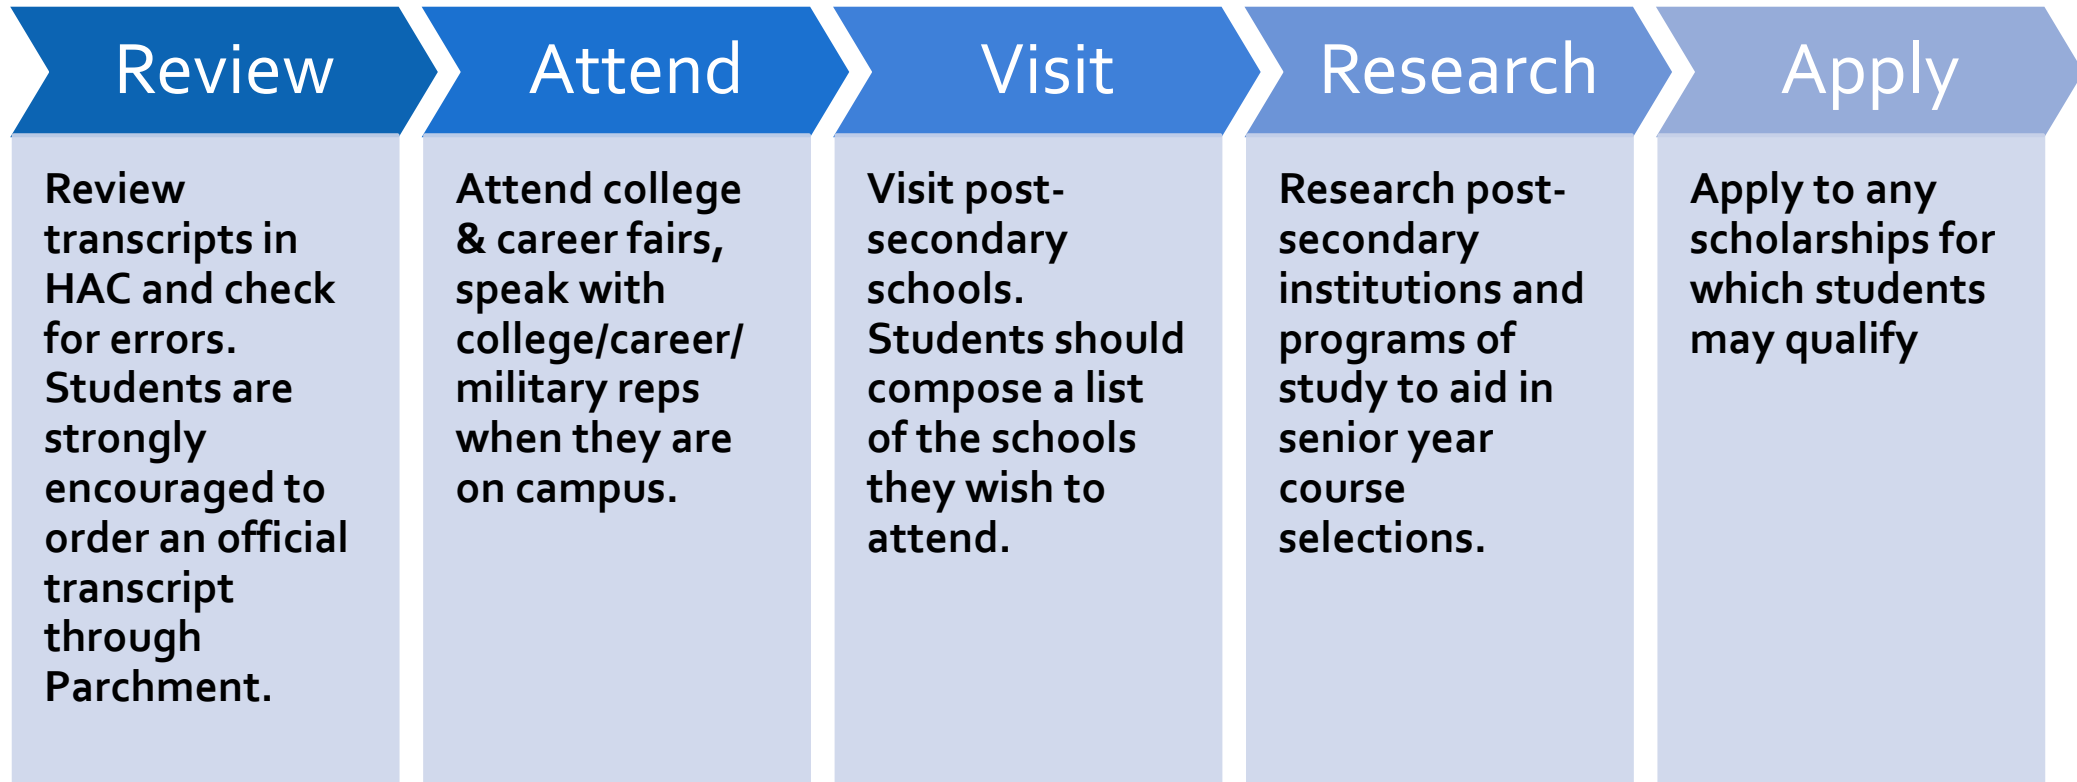 Review
Attend
Visit
Research
Apply
Review
transcripts in
HAC and check
for errors.
Students are
strongly
encouraged to
order an official
transcript
through
Parchment.
Attend college
& career fairs,
speak with
college/career/
military reps
when they are
on campus.
Visit post-
secondary
schools.
Students should
compose a list
of the schools
they wish to
attend.
Research post-
secondary
institutions and
programs of
study to aid in
senior year
course
selections.
Apply to any
scholarships for
which students
may qualify